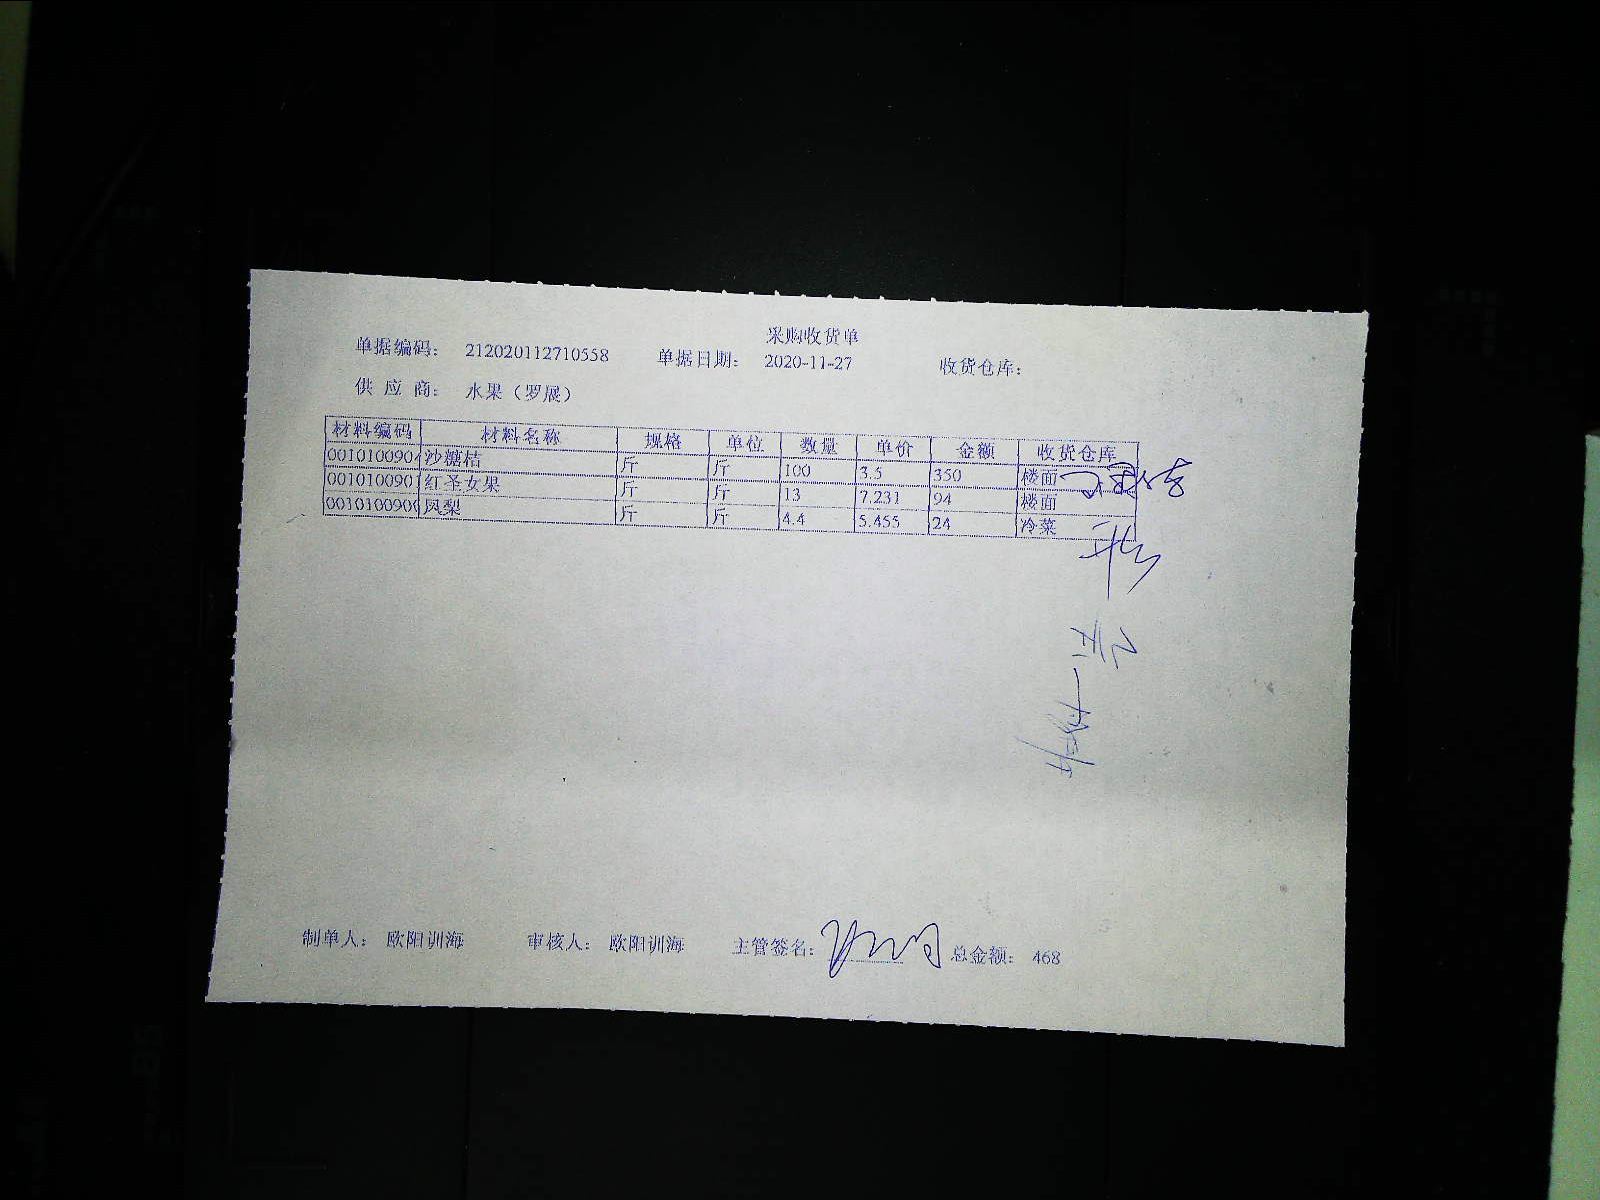 采购收货单
单据编码： 212020112710558 单据日期： 2020-11-27 收货仓库：
供 应 商： 水果（罗展）
材料编码 材料名称 规格 单位 数量 单价 金额 收货仓库
001010090 沙糖桔 斤 斤 100 3.5 350 楼面
001010090 红圣女果 斤 斤 13 7.231 94 楼面
001010090 凤梨 斤 斤 4.4 5.455 24 冷菜
制单人： 欧阳训海 审核人： 欧阳训海 主管签名： 总金额： 468